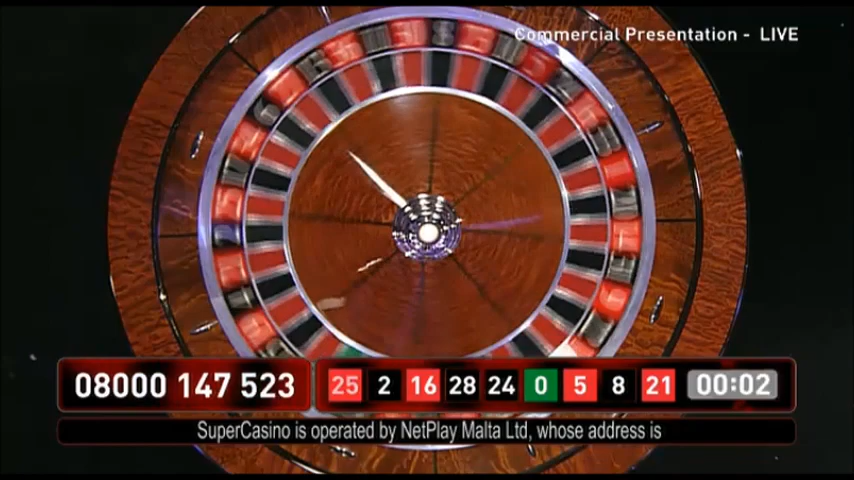 Commercial Presentation - LIVE
08000 147 523
25 2 16 28 24 0 5 8 21 00:02
SuperCasino is operated by NetPlay Malta Ltd, whose address is